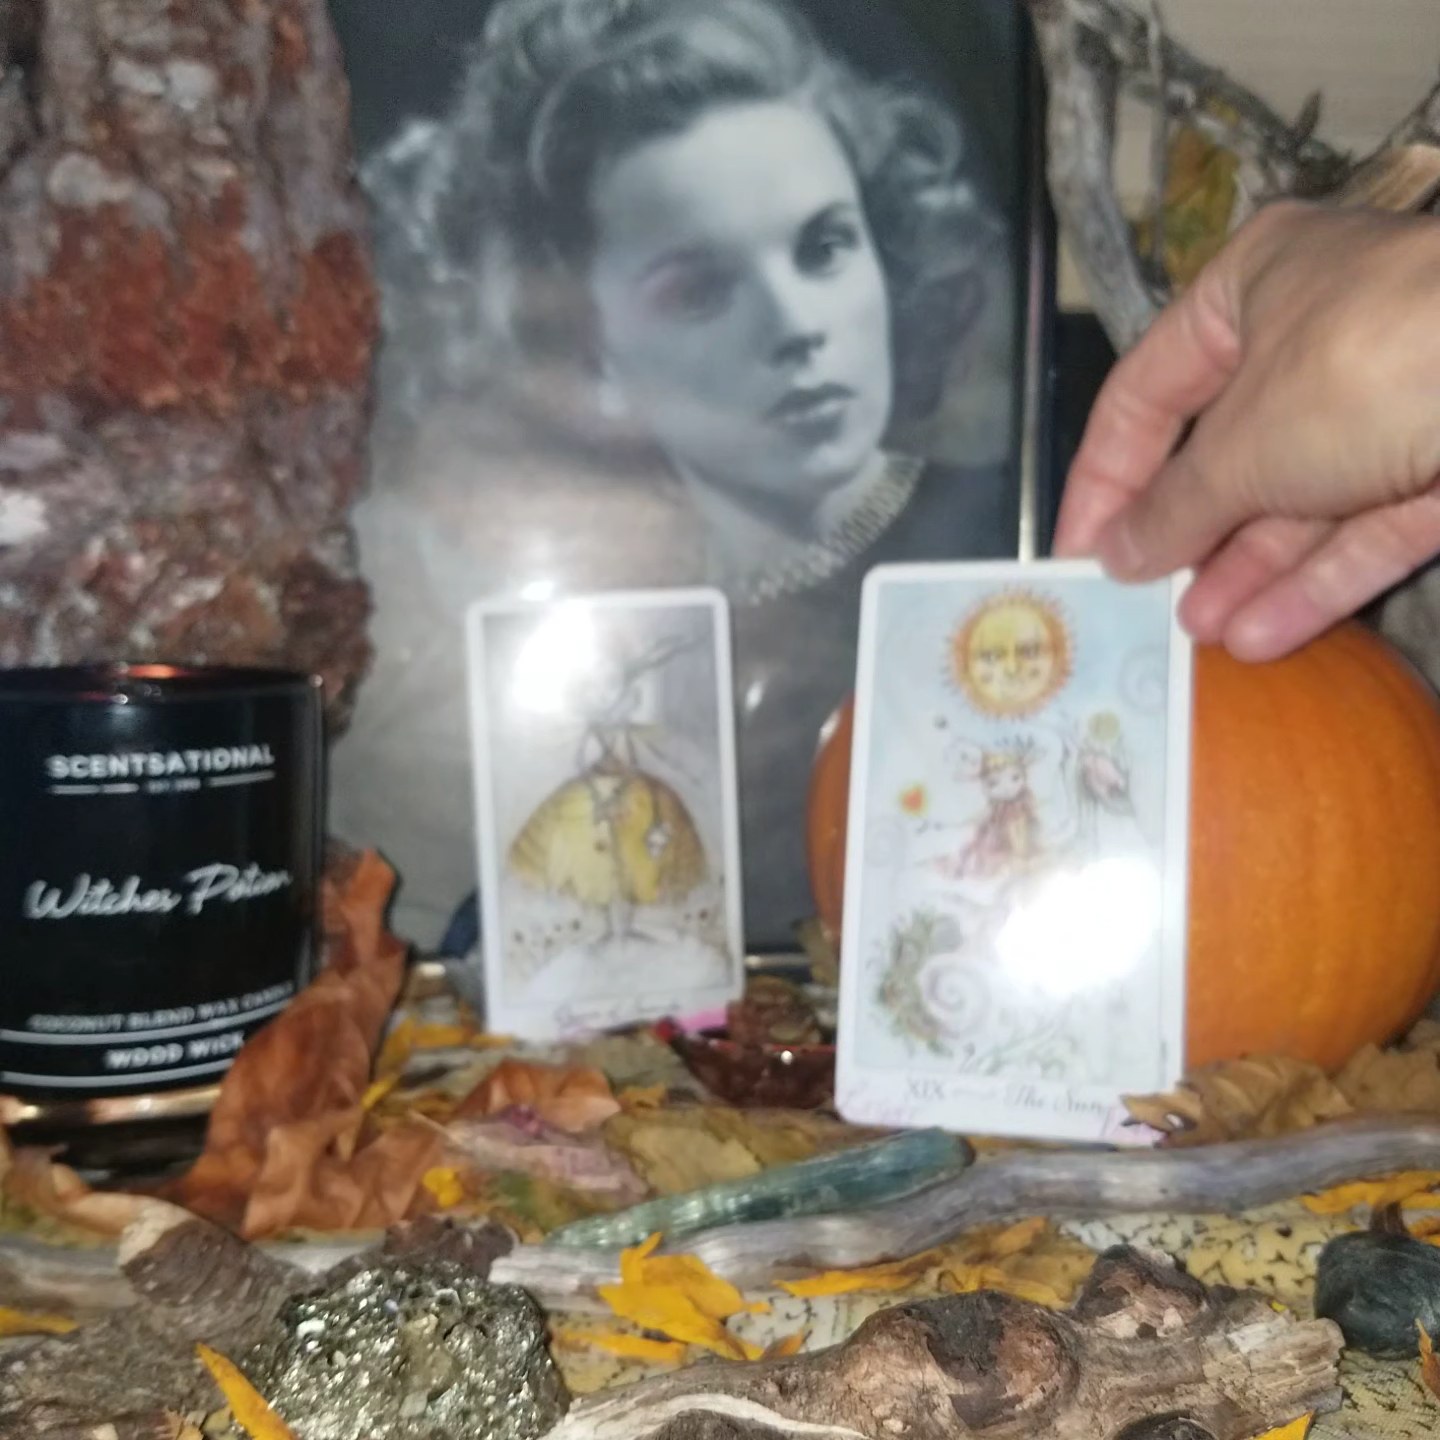 SCENTSATIONAL
Witches Potion
COCONUT BLEND WAX CANDLE
WOOD WICK
XIX The Sun